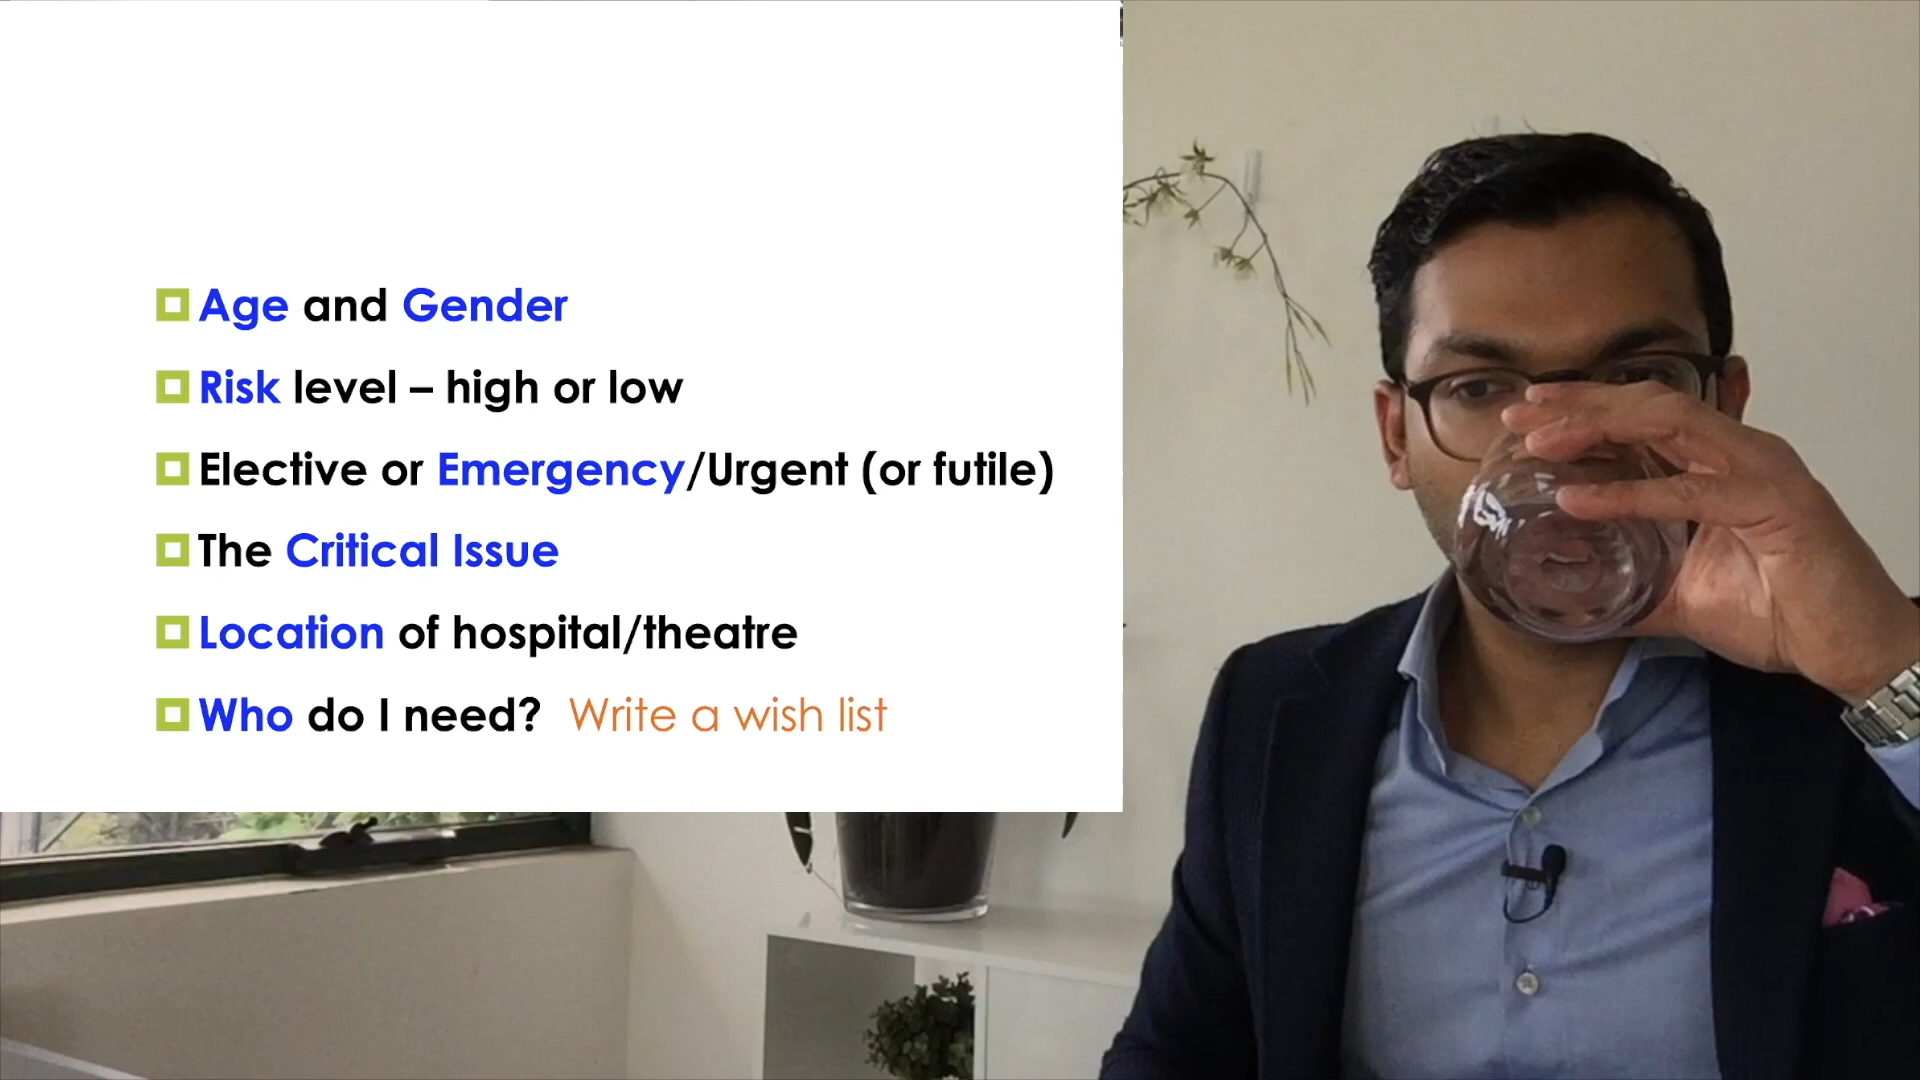 Age and Gender
Risk level – high or low
Elective or Emergency/Urgent (or futile)
The Critical Issue
Location of hospital/theatre
Who do I need? Write a wish list